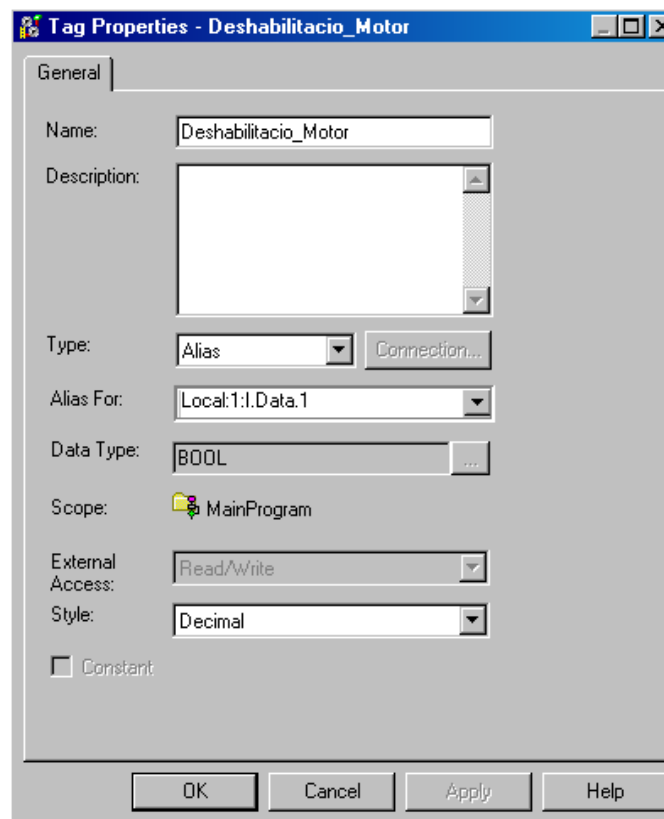 Tag Properties - Deshabilitacio_Motor
General
Name:
Deshabilitacio_Motor
Description:
Type:
Alias
Connection...
Alias For:
Local:1:I.Data.1
Data Type:
BOOL
...
Scope:
MainProgram
External
Access:
Read/Write
Style:
Decimal
Constant
OK
Cancel
Apply
Help